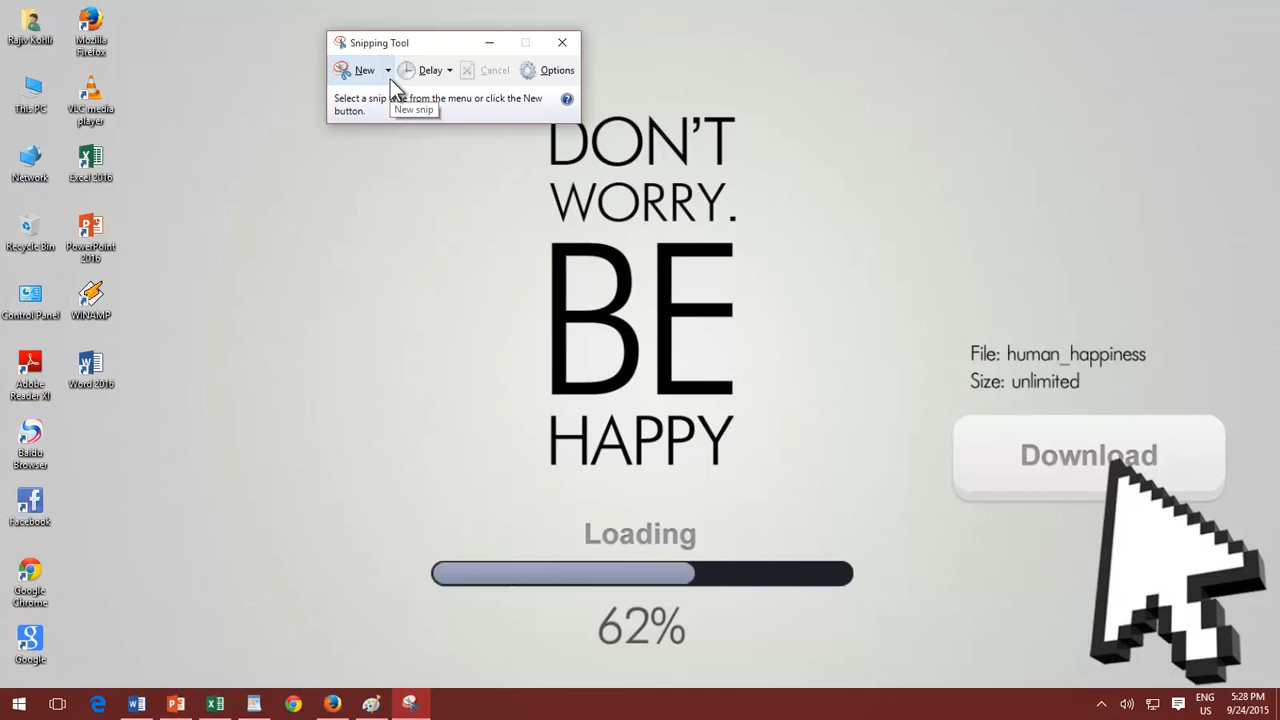 Snipping Tool
New
Delay
Cancel
Options
Select a snip from the menu or click the New
button.
New snip
Rajiv Kohli
Mozilla
Firefox
This PC
VLC media
player
Network
Excel 2016
Recycle Bin
PowerPoint
2016
Control Panel
WINAMP
Adobe
Reader XI
Word 2016
Baidu
Browser
Facebook
Google
Chrome
Google
DON'T
WORRY.
BE
HAPPY
Loading
62%
File: human_happiness
Size: unlimited
Download
ENG
US
5:28 PM
9/24/2015